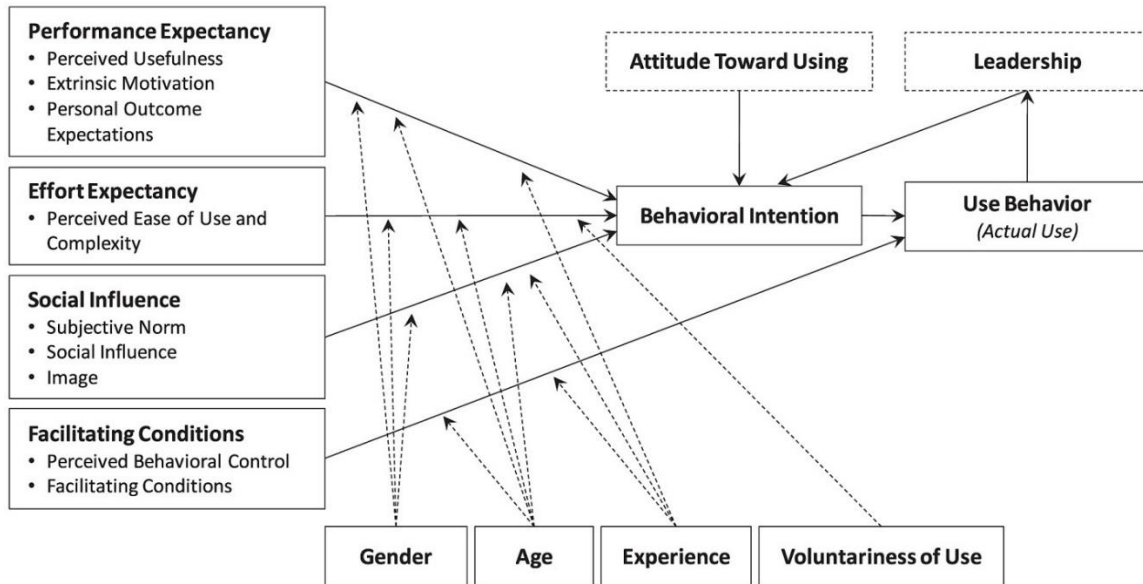 Performance Expectancy
• Perceived Usefulness
• Extrinsic Motivation
• Personal Outcome
Expectations
Effort Expectancy
• Perceived Ease of Use and
Complexity
Social Influence
• Subjective Norm
• Social Influence
• Image
Facilitating Conditions
• Perceived Behavioral Control
• Facilitating Conditions
Attitude Toward Using
Leadership
Behavioral Intention
Use Behavior
(Actual Use)
Gender
Age
Experience
Voluntariness of Use